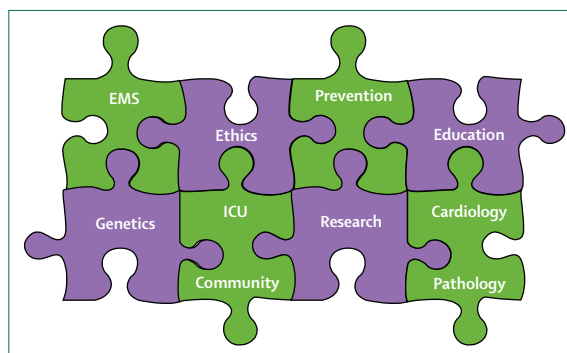 EMS
Prevention
Ethics
Education
Genetics
ICU
Research
Cardiology
Community
Pathology